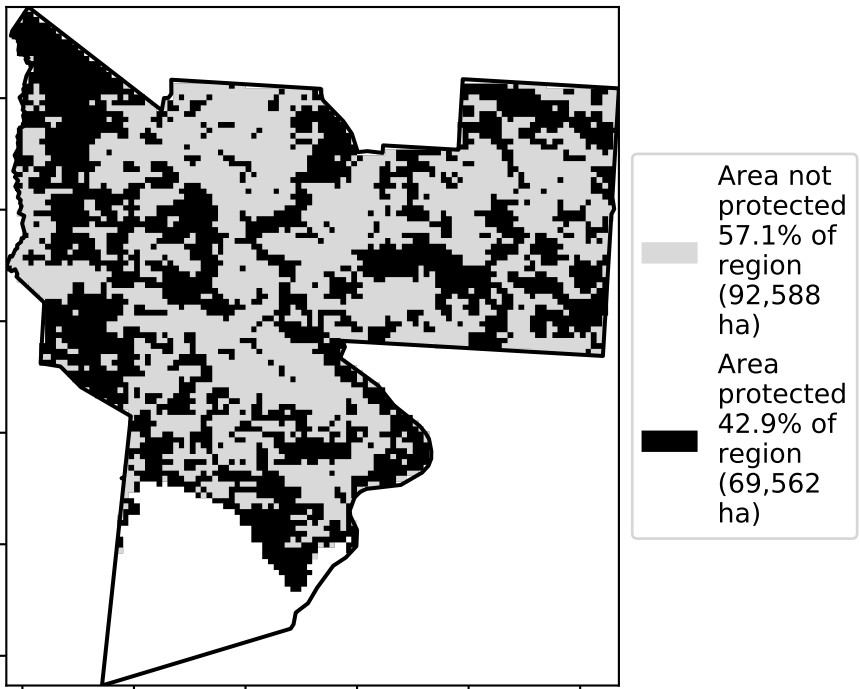 Area not
protected
57.1% of
region
(92,588
ha)
Area
protected
42.9% of
region
(69,562
ha)